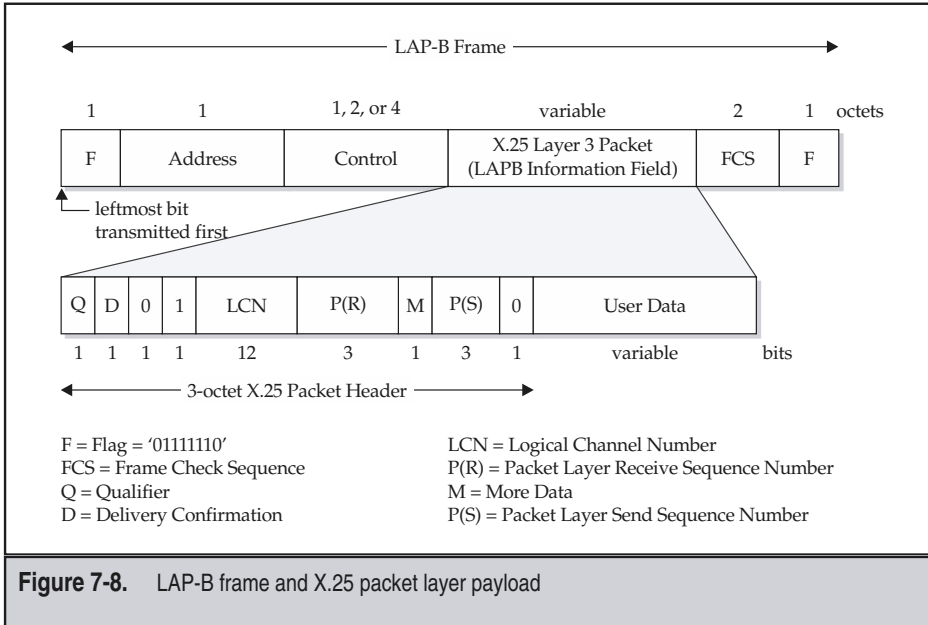 LAP-B Frame
1 1 1, 2, or 4 variable 2 1 octets
F Address Control X.25 Layer 3 Packet (LAPB Information Field) FCS F
leftmost bit
transmitted first
Q D 0 1 LCN P(R) M P(S) 0 User Data
1 1 1 1 12 3 1 3 1 variable bits
3-octet X.25 Packet Header
F = Flag = ‘01111110’
FCS = Frame Check Sequence
Q = Qualifier
D = Delivery Confirmation
LCN = Logical Channel Number
P(R) = Packet Layer Receive Sequence Number
M = More Data
P(S) = Packet Layer Send Sequence Number
Figure 7-8. LAP-B frame and X.25 packet layer payload